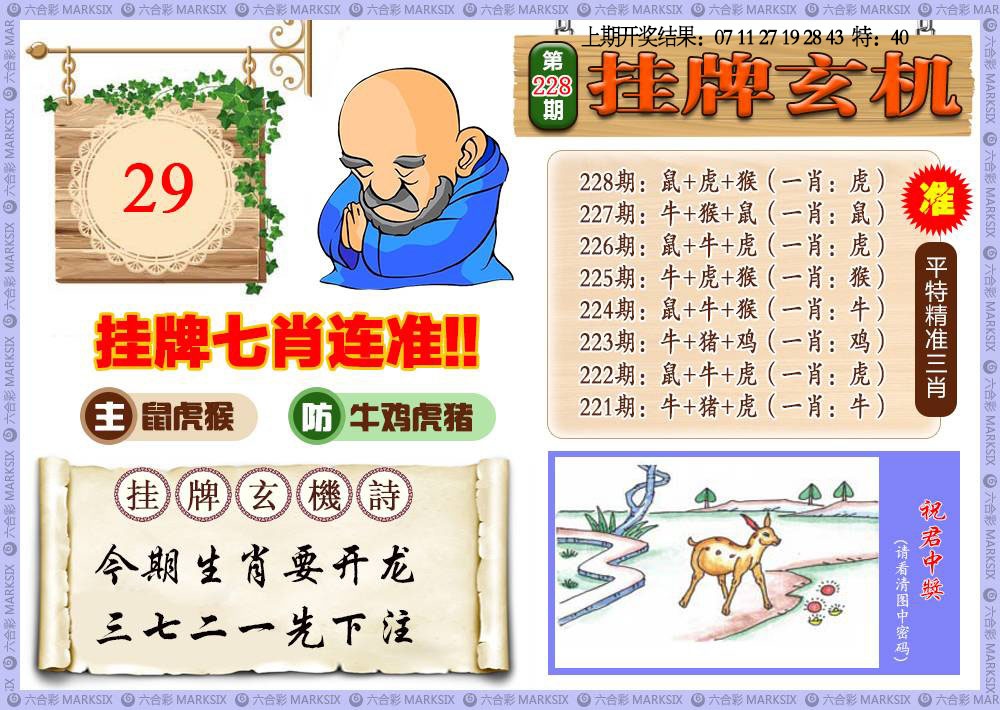 六合彩 MARKSIX
上期开奖结果：07 11 27 19 28 43 特：40
第
228
期
挂牌玄机
29
挂牌七肖连准!!
主 鼠虎猴
防 牛鸡虎猪
挂牌玄機詩
今期生肖要开龙
三七二一先下注
228期：鼠+虎+猴（一肖：虎）
227期：牛+猴+鼠（一肖：鼠）
226期：鼠+牛+虎（一肖：虎）
225期：牛+虎+猴（一肖：猴）
224期：鼠+牛+猴（一肖：牛）
223期：牛+猪+鸡（一肖：鸡）
222期：鼠+牛+虎（一肖：虎）
221期：牛+猪+虎（一肖：牛）
准
平特精准三肖
祝君中獎
（请看清图中密码）